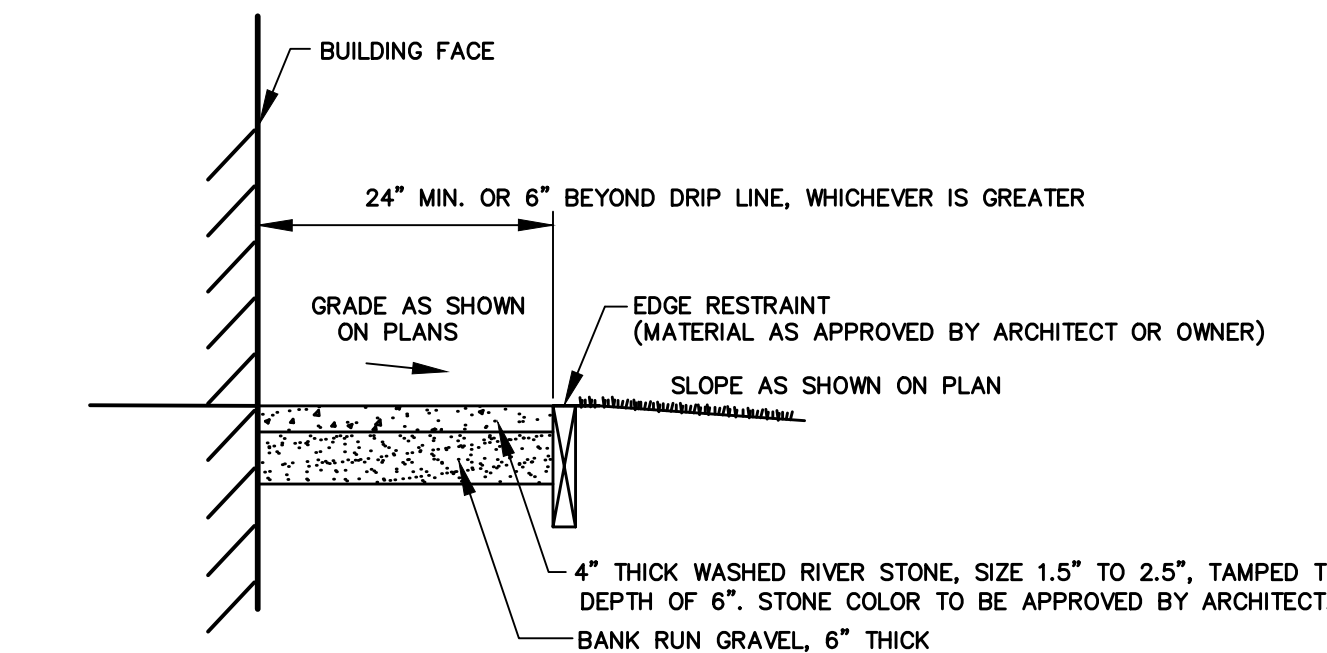 BUILDING FACE
24” MIN. OR 6” BEYOND DRIP LINE, WHICHEVER IS GREATER
GRADE AS SHOWN
ON PLANS
EDGE RESTRAINT
(MATERIAL AS APPROVED BY ARCHITECT OR OWNER)
SLOPE AS SHOWN ON PLAN
4” THICK WASHED RIVER STONE, SIZE 1.5” TO 2.5”, TAMPED
DEPTH OF 6”. STONE COLOR TO BE APPROVED BY ARCHITECT.
BANK RUN GRAVEL, 6” THICK